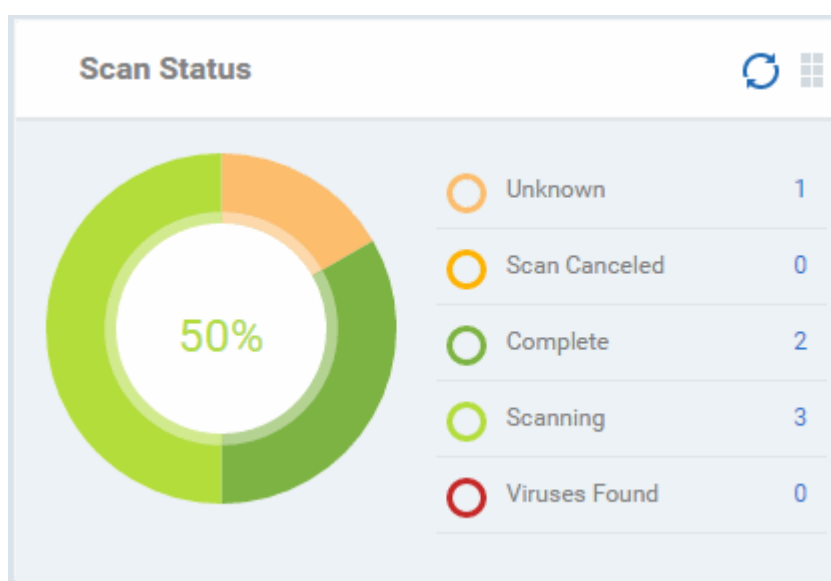 Scan Status
50%
Unknown 1
Scan Canceled 0
Complete 2
Scanning 3
Viruses Found 0